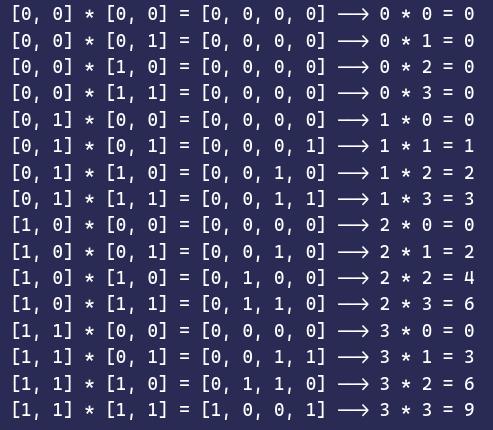 [0, 0] * [0, 0] = [0, 0, 0, 0] ⟶ 0 * 0 = 0
[0, 0] * [0, 1] = [0, 0, 0, 0] ⟶ 0 * 1 = 0
[0, 0] * [1, 0] = [0, 0, 0, 0] ⟶ 0 * 2 = 0
[0, 0] * [1, 1] = [0, 0, 0, 0] ⟶ 0 * 3 = 0
[0, 1] * [0, 0] = [0, 0, 0, 0] ⟶ 1 * 0 = 0
[0, 1] * [0, 1] = [0, 0, 0, 1] ⟶ 1 * 1 = 1
[0, 1] * [1, 0] = [0, 0, 1, 0] ⟶ 1 * 2 = 2
[0, 1] * [1, 1] = [0, 0, 1, 1] ⟶ 1 * 3 = 3
[1, 0] * [0, 0] = [0, 0, 0, 0] ⟶ 2 * 0 = 0
[1, 0] * [0, 1] = [0, 0, 1, 0] ⟶ 2 * 1 = 2
[1, 0] * [1, 0] = [0, 1, 0, 0] ⟶ 2 * 2 = 4
[1, 0] * [1, 1] = [0, 1, 1, 0] ⟶ 2 * 3 = 6
[1, 1] * [0, 0] = [0, 0, 0, 0] ⟶ 3 * 0 = 0
[1, 1] * [0, 1] = [0, 0, 1, 1] ⟶ 3 * 1 = 3
[1, 1] * [1, 0] = [0, 1, 1, 0] ⟶ 3 * 2 = 6
[1, 1] * [1, 1] = [1, 0, 0, 1] ⟶ 3 * 3 = 9